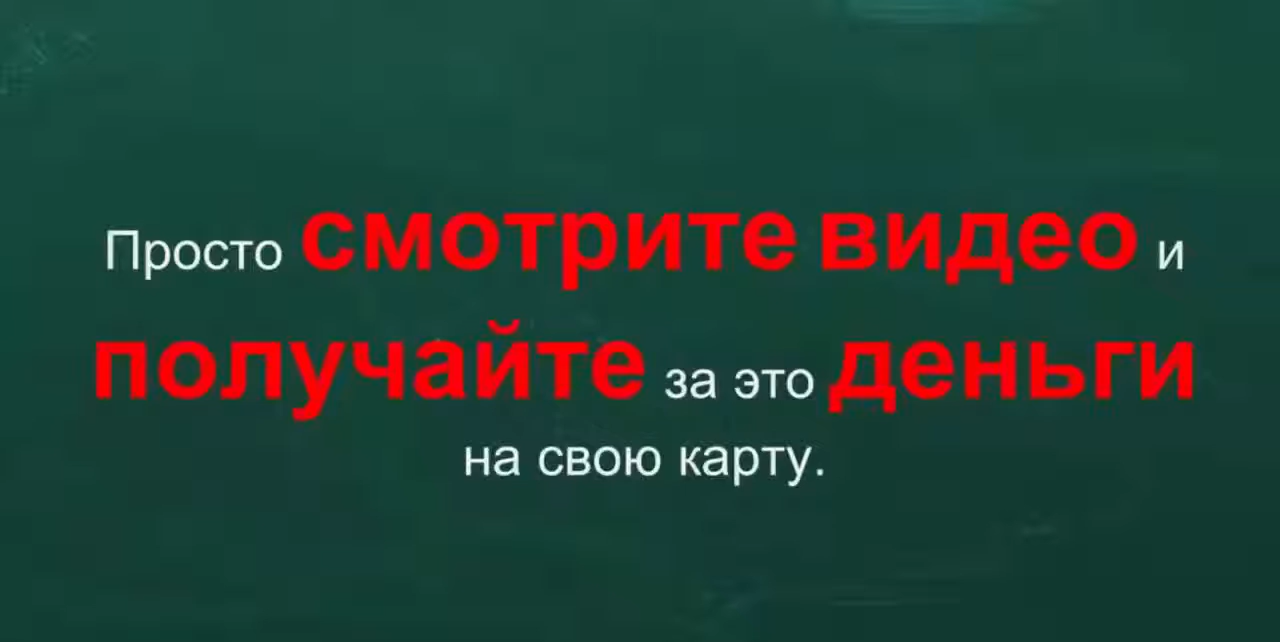 Просто смотрите видео и
получайте за это деньги
на свою карту.